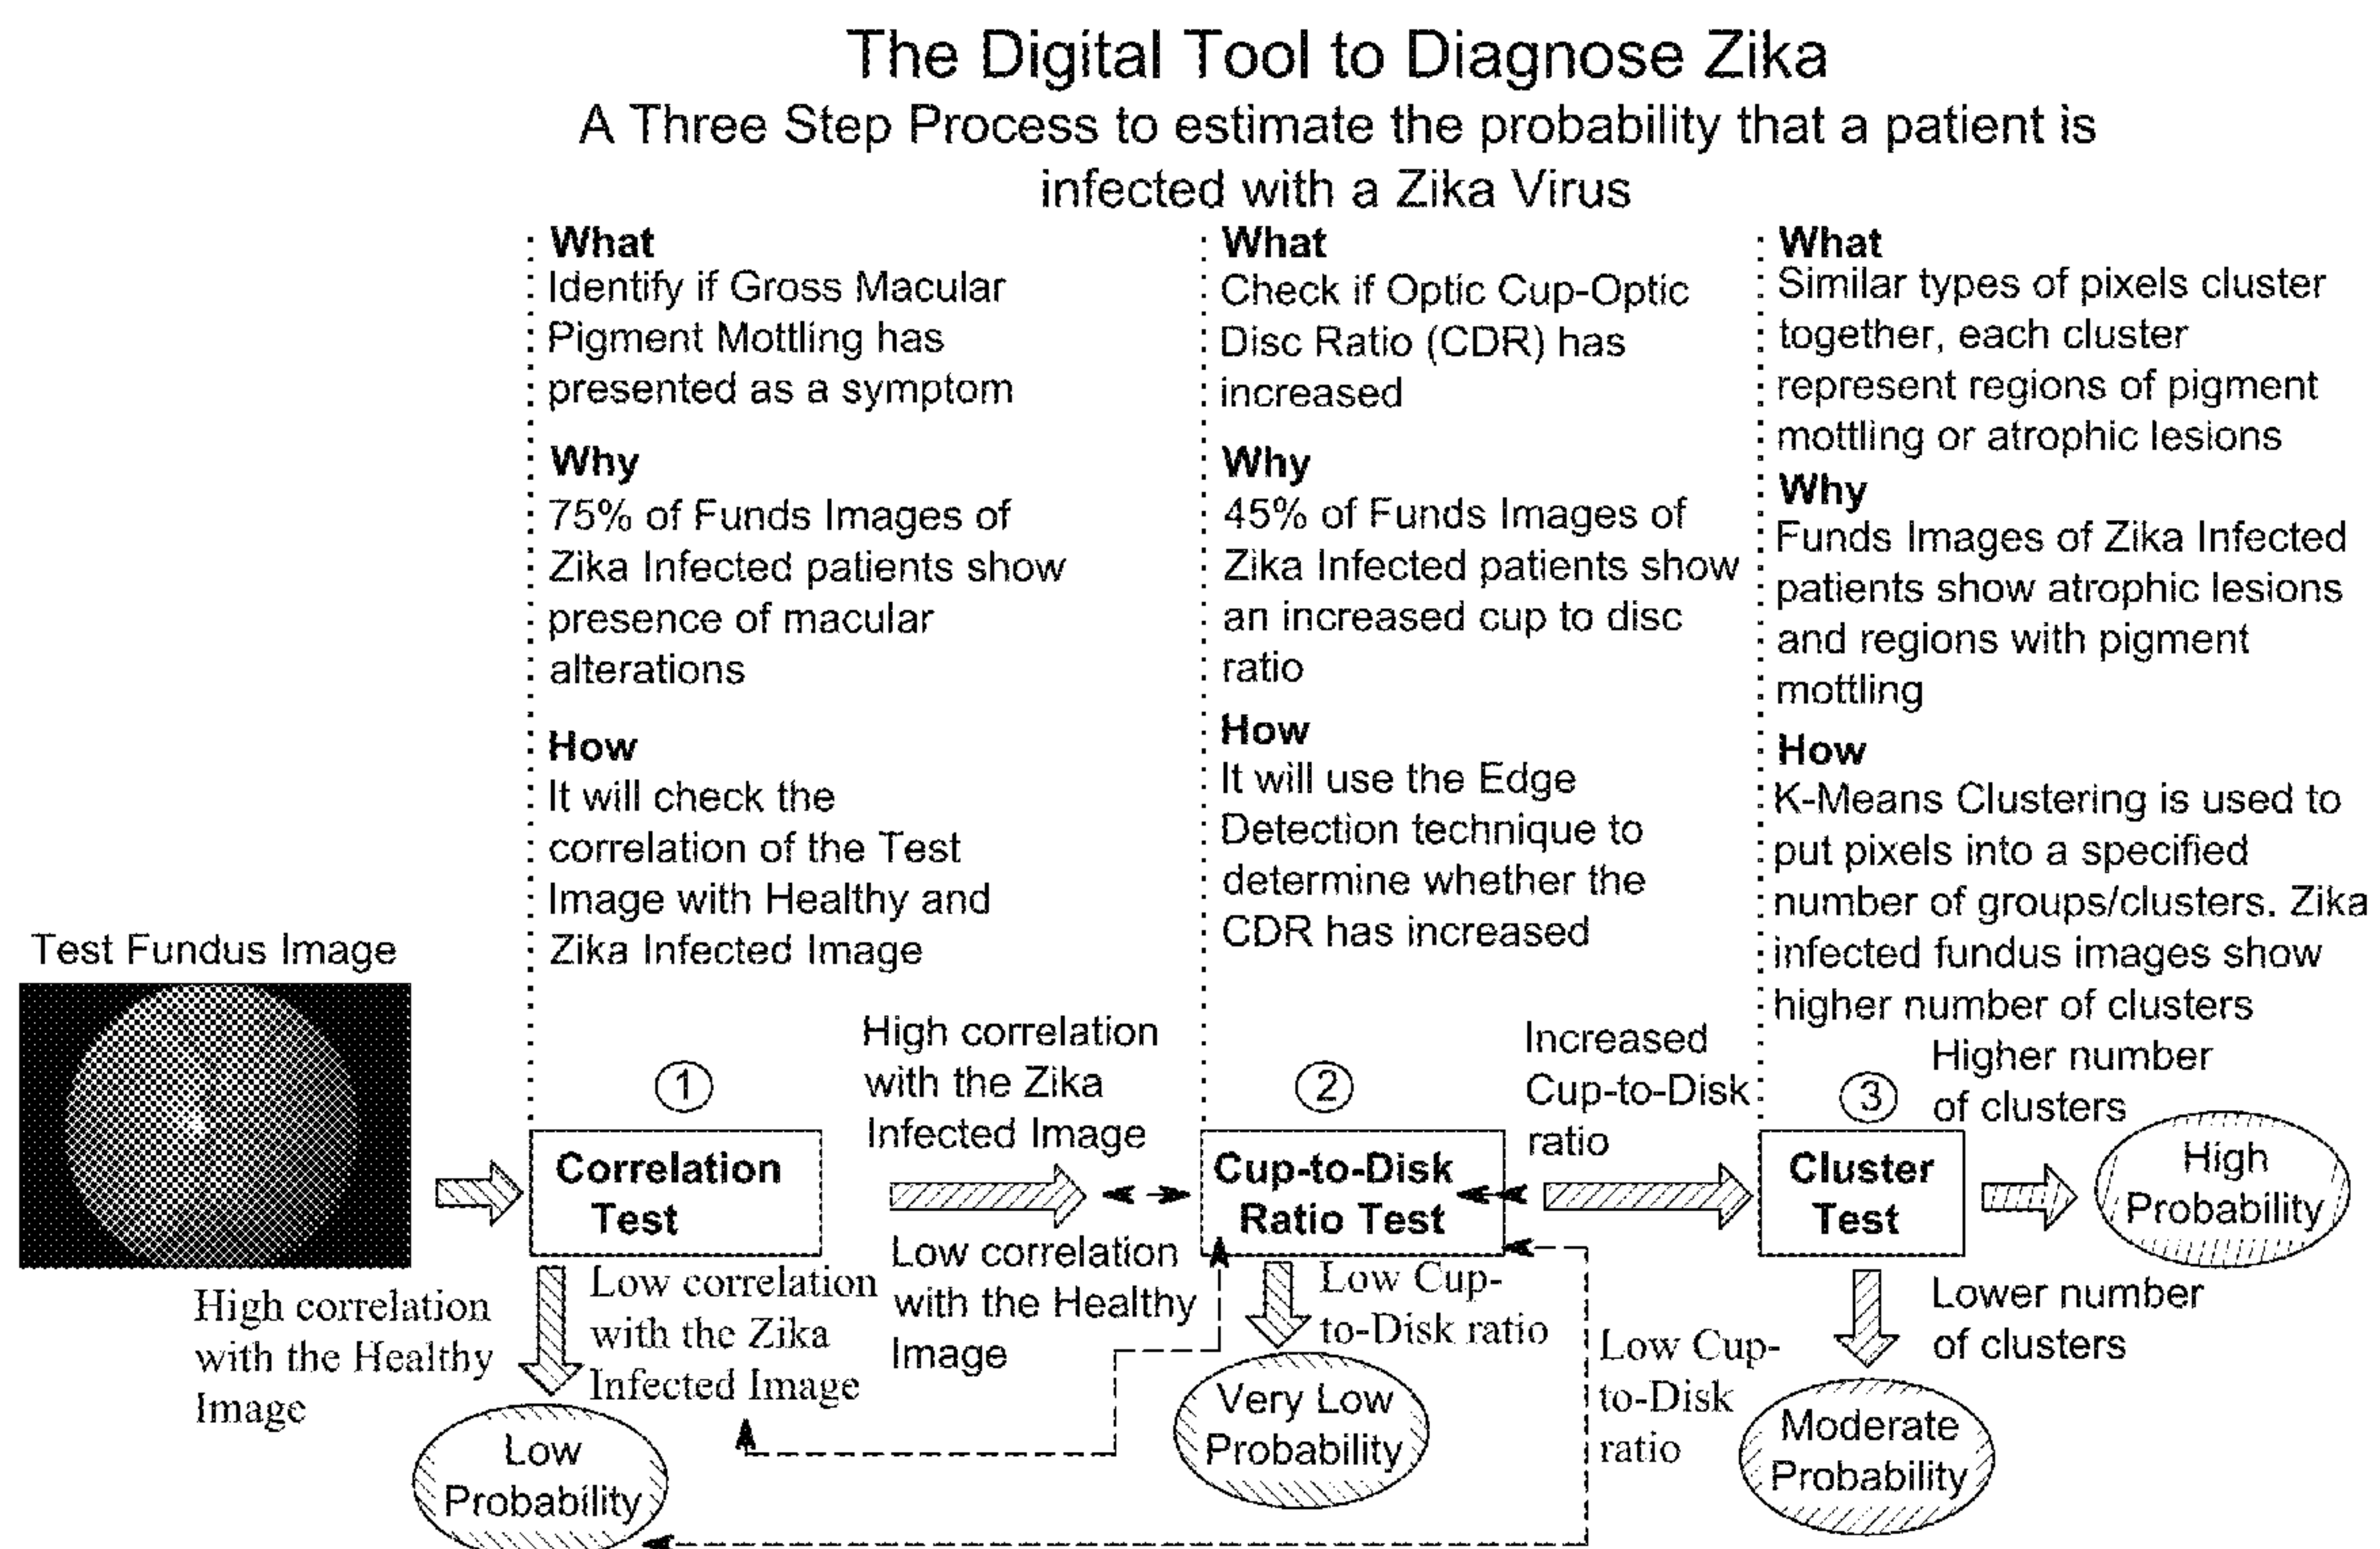 The Digital Tool to Diagnose Zika
A Three Step Process to estimate the probability that a patient is
infected with a Zika Virus
What
Identify if Gross Macular
Pigment Mottling has
presented as a symptom
Why
75% of Funds Images of
Zika Infected patients show
presence of macular
alterations
How
It will check the
correlation of the Test
Image with Healthy and
Zika Infected Image
What
Check if Optic Cup-Optic
Disc Ratio (CDR) has
increased
Why
45% of Funds Images of
Zika Infected patients show
an increased cup to disc
ratio
How
It will use the Edge
Detection technique to
determine whether the
CDR has increased
What
Similar types of pixels cluster
together, each cluster
represent regions of pigment
mottling or atrophic lesions
Why
Funds Images of Zika Infected
patients show atrophic lesions
and regions with pigment
mottling
How
K-Means Clustering is used to
put pixels into a specified
number of groups/clusters. Zika
infected fundus images show
higher number of clusters
Test Fundus Image
1
Correlation
Test
High correlation
with the Healthy
Image
Low correlation
with the Zika
Infected Image
Low
Probability
High correlation
with the Zika
Infected Image
Low correlation
with the Healthy
Image
2
Cup-to-Disk
Ratio Test
Low Cup-
to-Disk ratio
Very Low
Probability
Increased
Cup-to-Disk
ratio
Low Cup-
to-Disk
ratio
3
Cluster
Test
Higher number
of clusters
High
Probability
Lower number
of clusters
Moderate
Probability